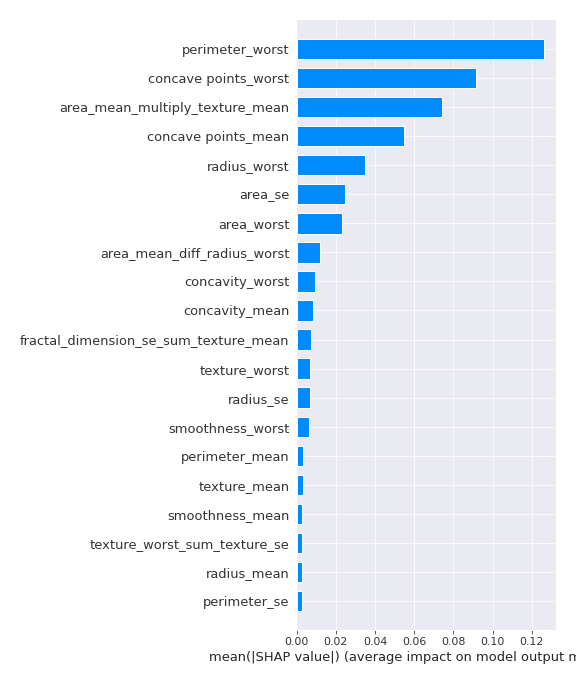 perimeter_worst
concave points_worst
area_mean_multiply_texture_mean
concave points_mean
radius_worst
area_se
area_worst
area_mean_diff_radius_worst
concavity_worst
concavity_mean
fractal_dimension_se_sum_texture_mean
texture_worst
radius_se
smoothness_worst
perimeter_mean
texture_mean
smoothness_mean
texture_worst_sum_texture_se
radius_mean
perimeter_se
0.00 0.02 0.04 0.06 0.08 0.10 0.12
mean(|SHAP value|) (average impact on model output m